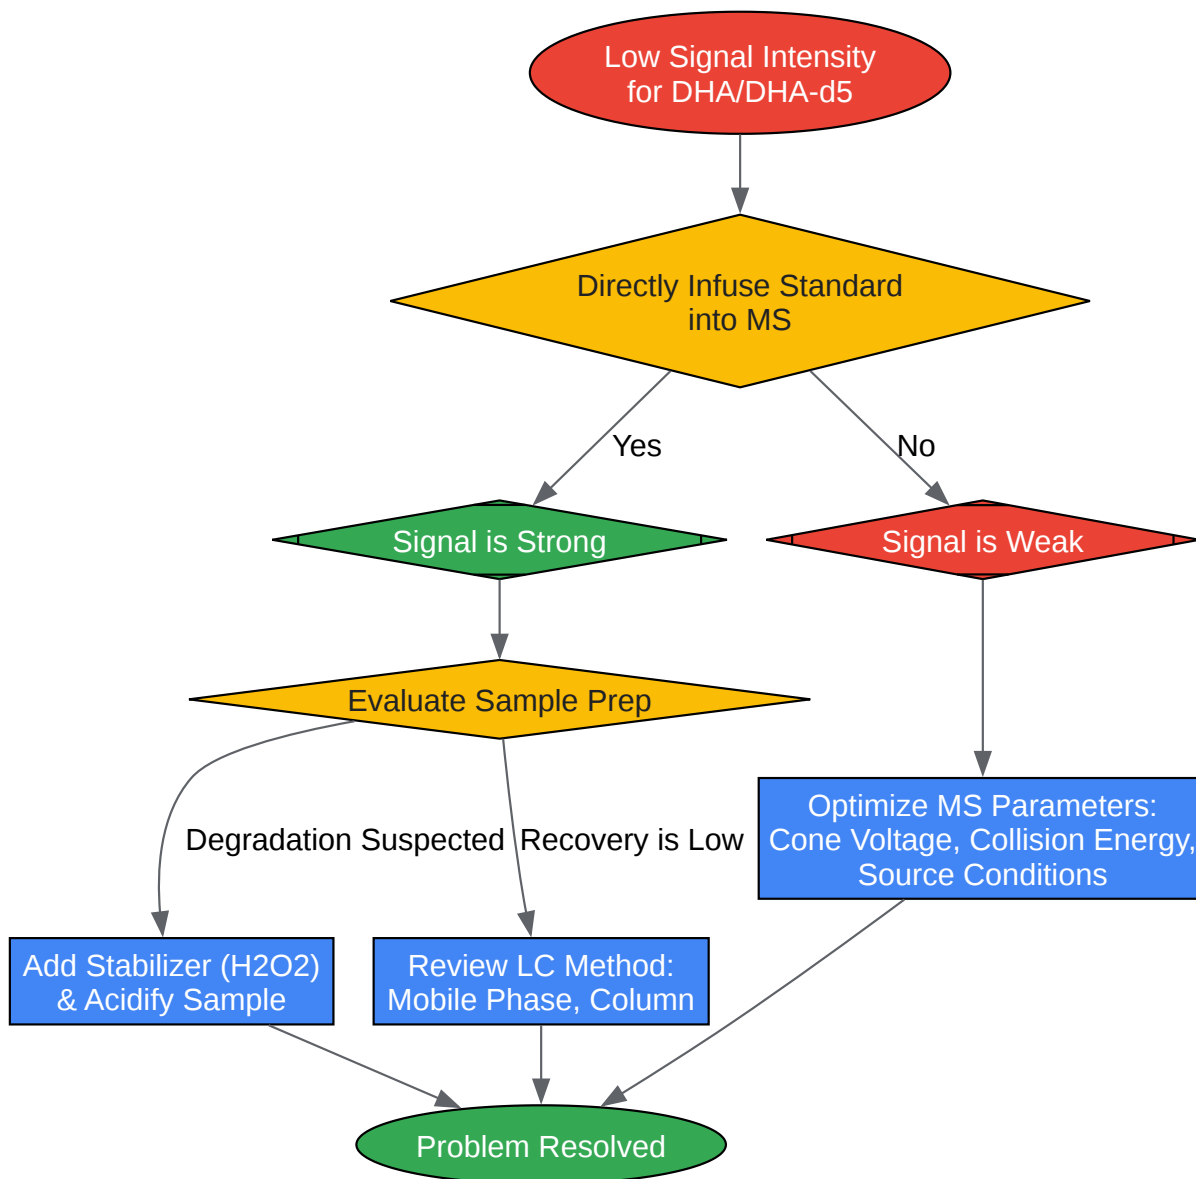 Low Signal Intensity
for DHA/DHA-d5
Directly Infuse Standard
into MS
Yes
No
Signal is Strong
Signal is Weak
Evaluate Sample Prep
Optimize MS Parameters:
Cone Voltage, Collision Energy,
Source Conditions
Degradation Suspected
Recovery is Low
Add Stabilizer (H2O2)
& Acidify Sample
Review LC Method:
Mobile Phase, Column
Problem Resolved